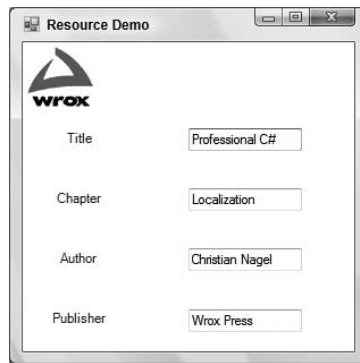 Resource Demo
wrox
Title Professional C#
Chapter Localization
Author Christian Nagel
Publisher Wrox Press